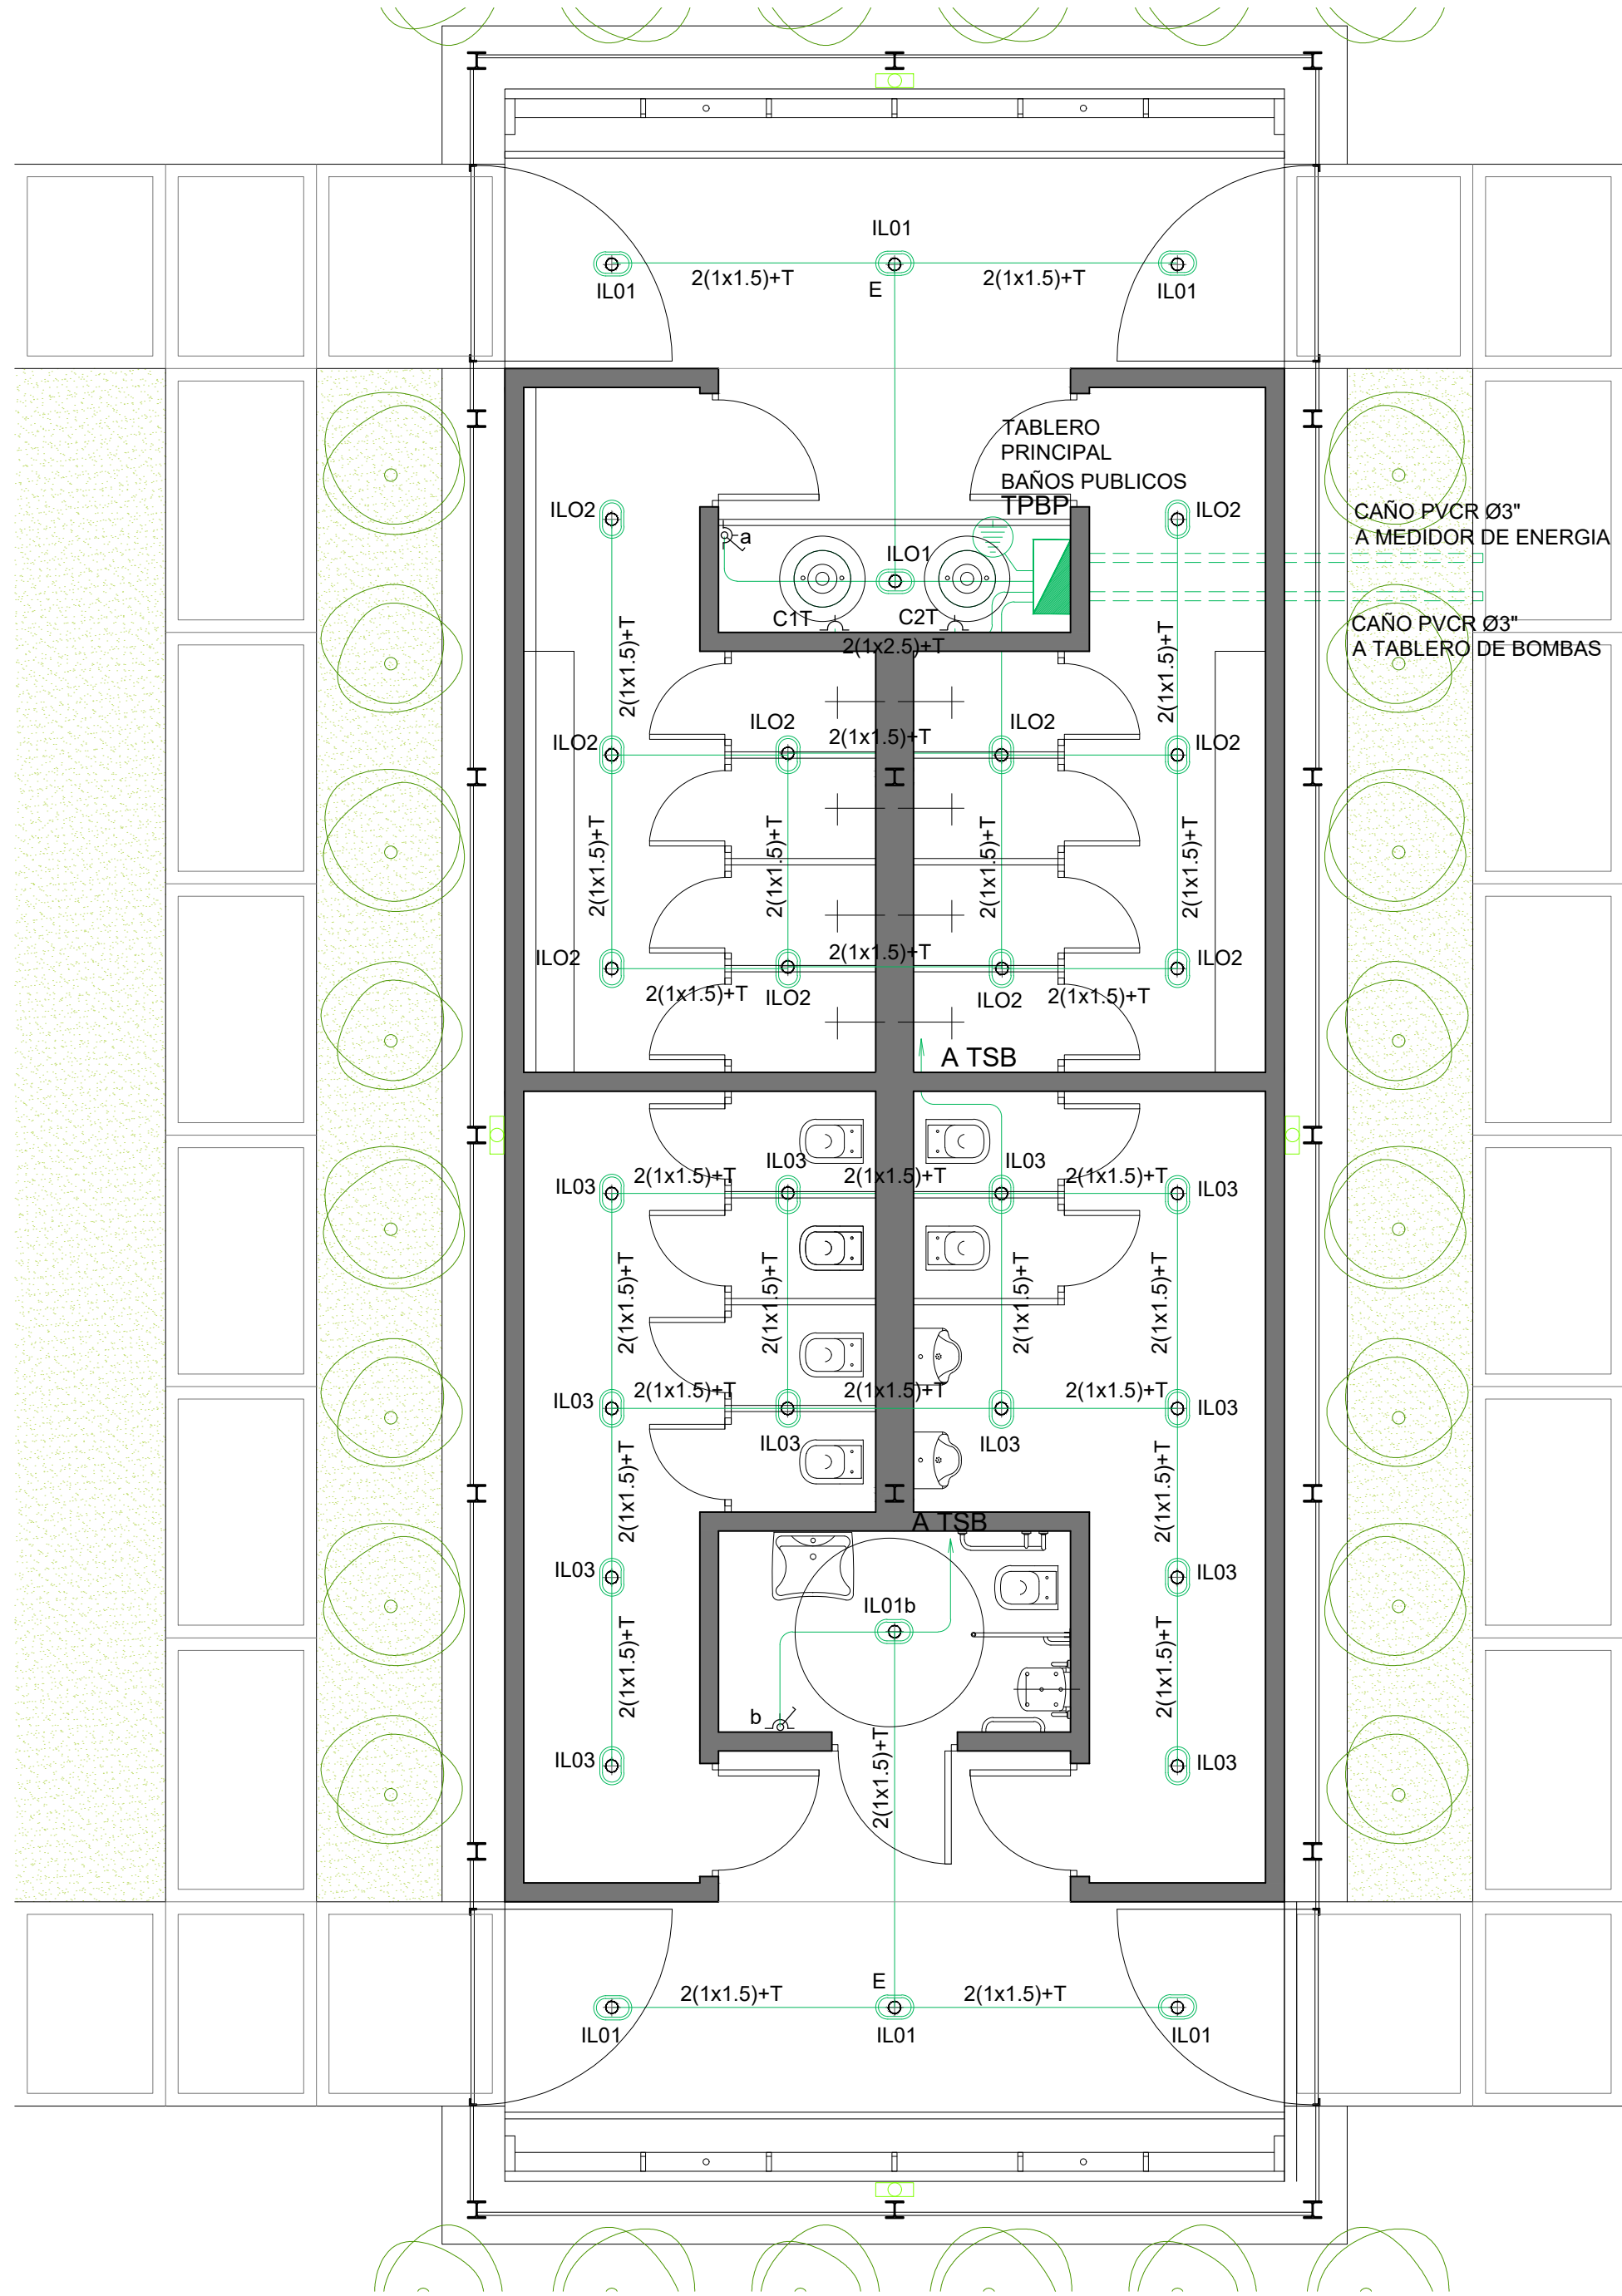 IL01
2(1x1.5)+T
2(1x1.5)+T
E
IL01
IL01
TABLERO
PRINCIPAL
BAÑOS PUBLICOS
TPBP
ILO2
ILO2
CAÑO PVCR Ø3"
A MEDIDOR DE ENERGIA
a
ILO1
C1T
C2T
CAÑO PVCR Ø3"
A TABLERO DE BOMBAS
2(1x2.5)+T
2(1x1.5)+T
2(1x1.5)+T
ILO2
ILO2
2(1x1.5)+T
ILO2
ILO2
2(1x1.5)+T
2(1x1.5)+T
2(1x1.5)+T
2(1x1.5)+T
2(1x1.5)+T
ILO2
ILO2
2(1x1.5)+T
ILO2
ILO2
2(1x1.5)+T
A TSB
IL03
IL03
2(1x1.5)+T
2(1x1.5)+T
2(1x1.5)+T
IL03
IL03
2(1x1.5)+T
2(1x1.5)+T
2(1x1.5)+T
2(1x1.5)+T
2(1x1.5)+T
2(1x1.5)+T
2(1x1.5)+T
IL03
IL03
IL03
IL03
2(1x1.5)+T
2(1x1.5)+T
A TSB
IL03
IL03
IL01b
2(1x1.5)+T
2(1x1.5)+T
b
IL03
IL03
2(1x1.5)+T
E
2(1x1.5)+T
2(1x1.5)+T
IL01
IL01
IL01